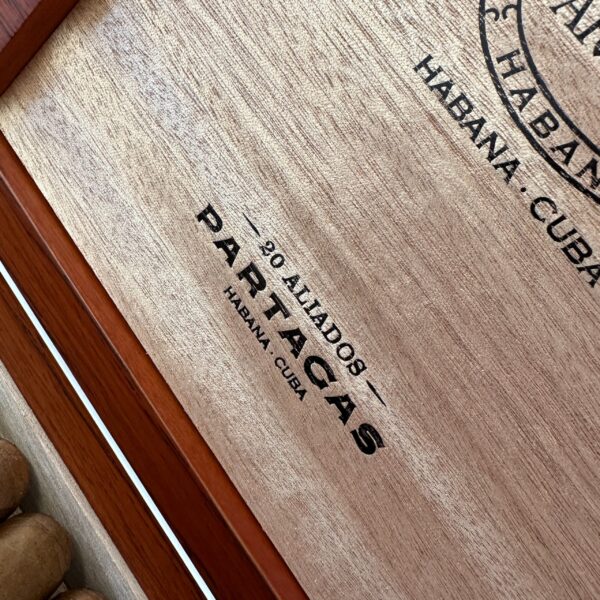 HABANA
HABANA · CUBA
— 20 ALIADOS —
PARTAGAS
HABANA · CUBA